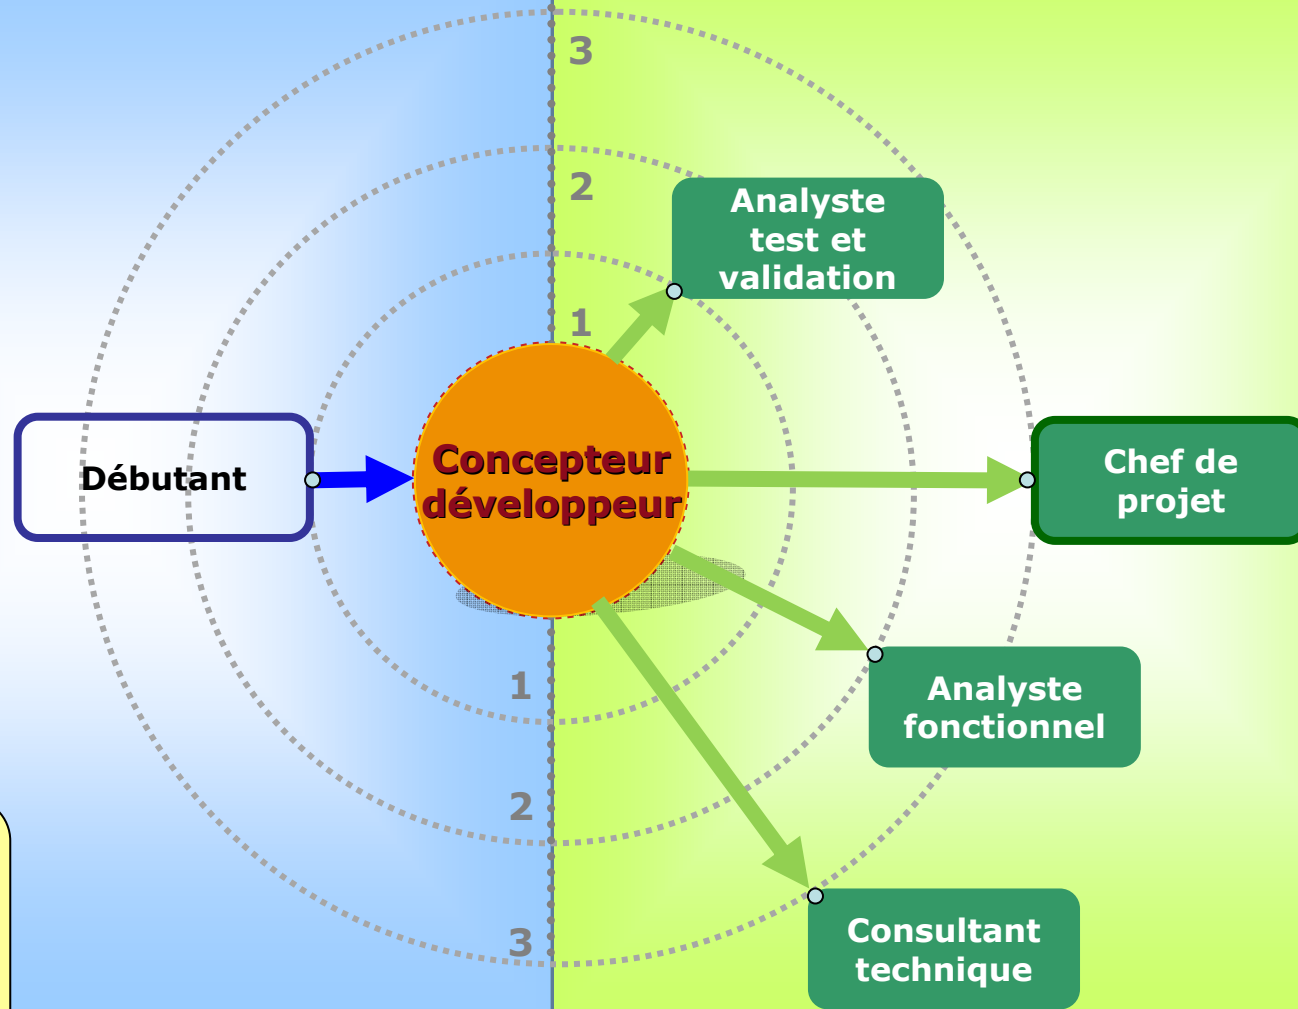 3
2
Analyste
test et
validation
1
Débutant
Concepteur
développeur
Chef de
projet
1
Analyste
fonctionnel
2
3
Consultant
technique